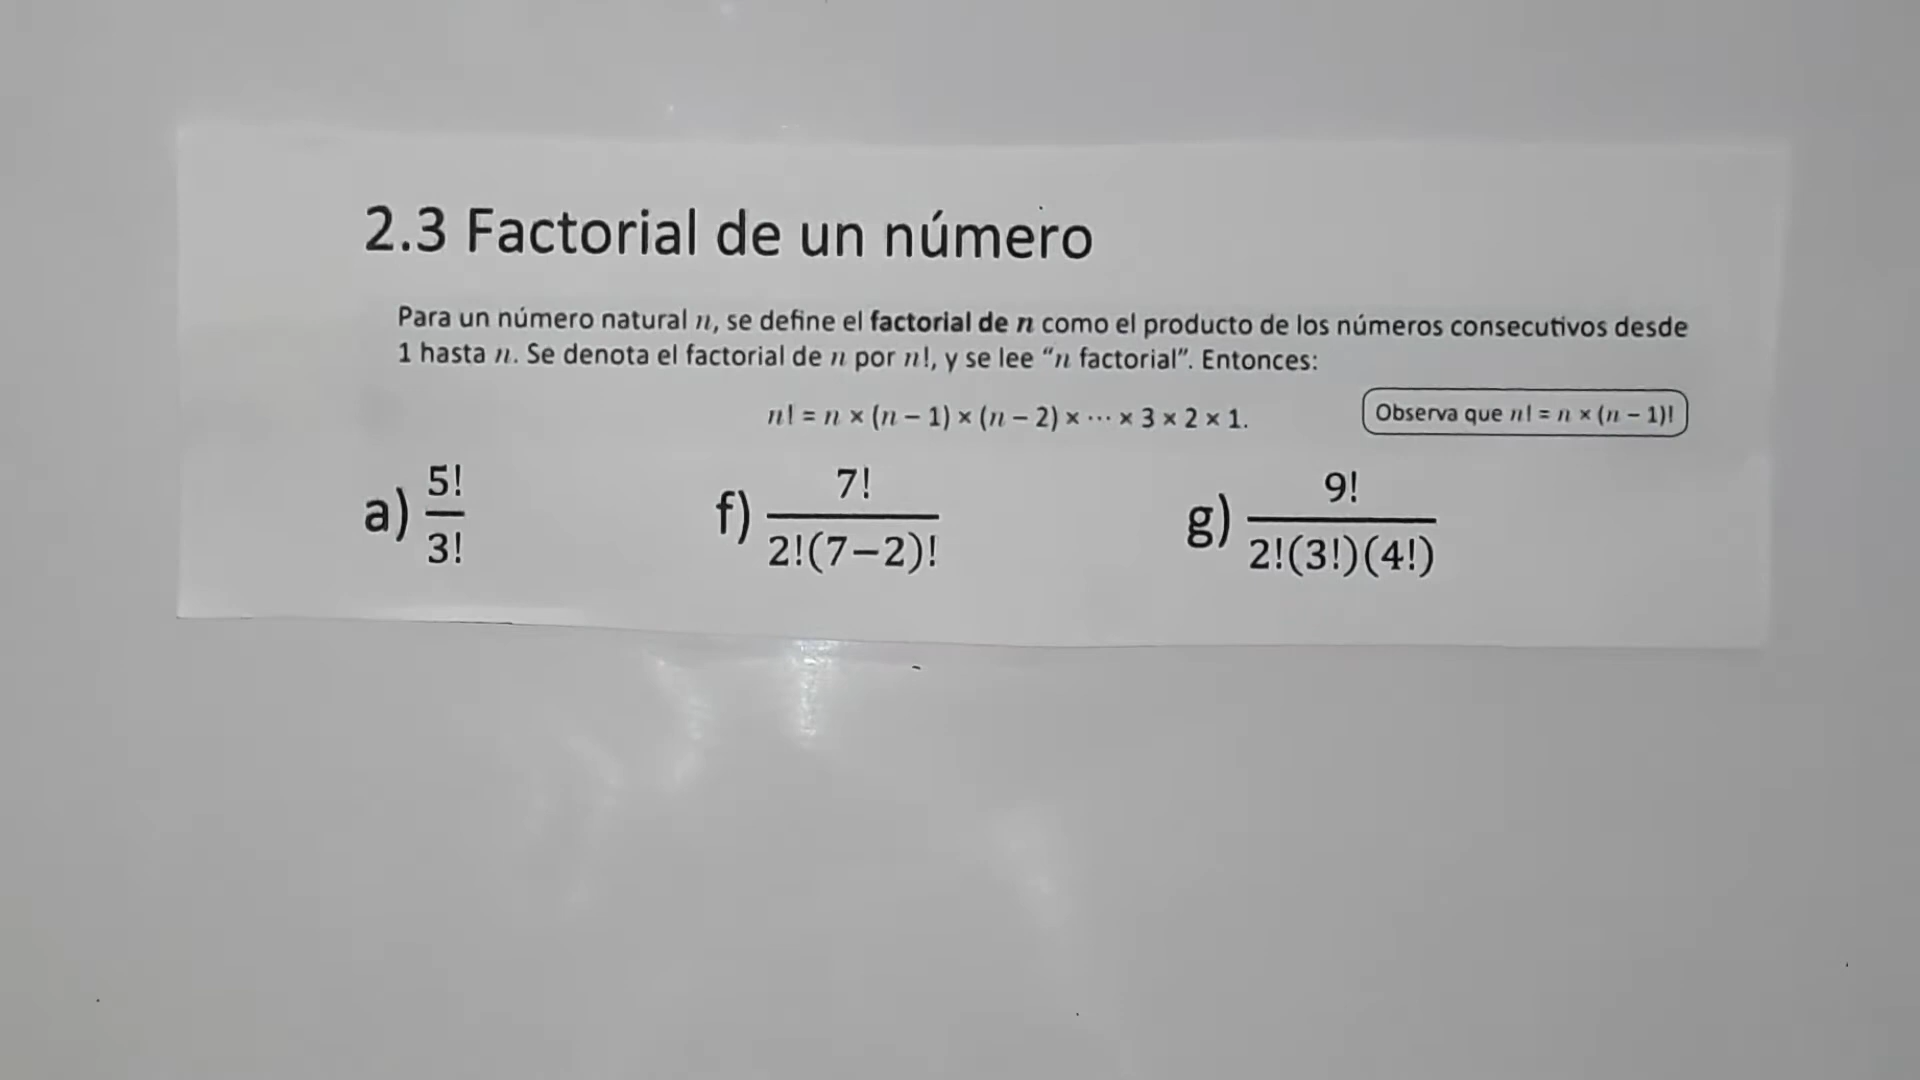 2.3 Factorial de un número
Para un número natural n, se define el factorial de n como el producto de los números consecutivos desde
1 hasta n. Se denota el factorial de n por n!, y se lee “n factorial”. Entonces:
n! = n × (n – 1) × (n – 2) × ··· × 3 × 2 × 1.
Observa que n! = n × (n – 1)!
a) 5!
3!
f) 7!
2!(7−2)!
g) 9!
2!(3!)(4!)